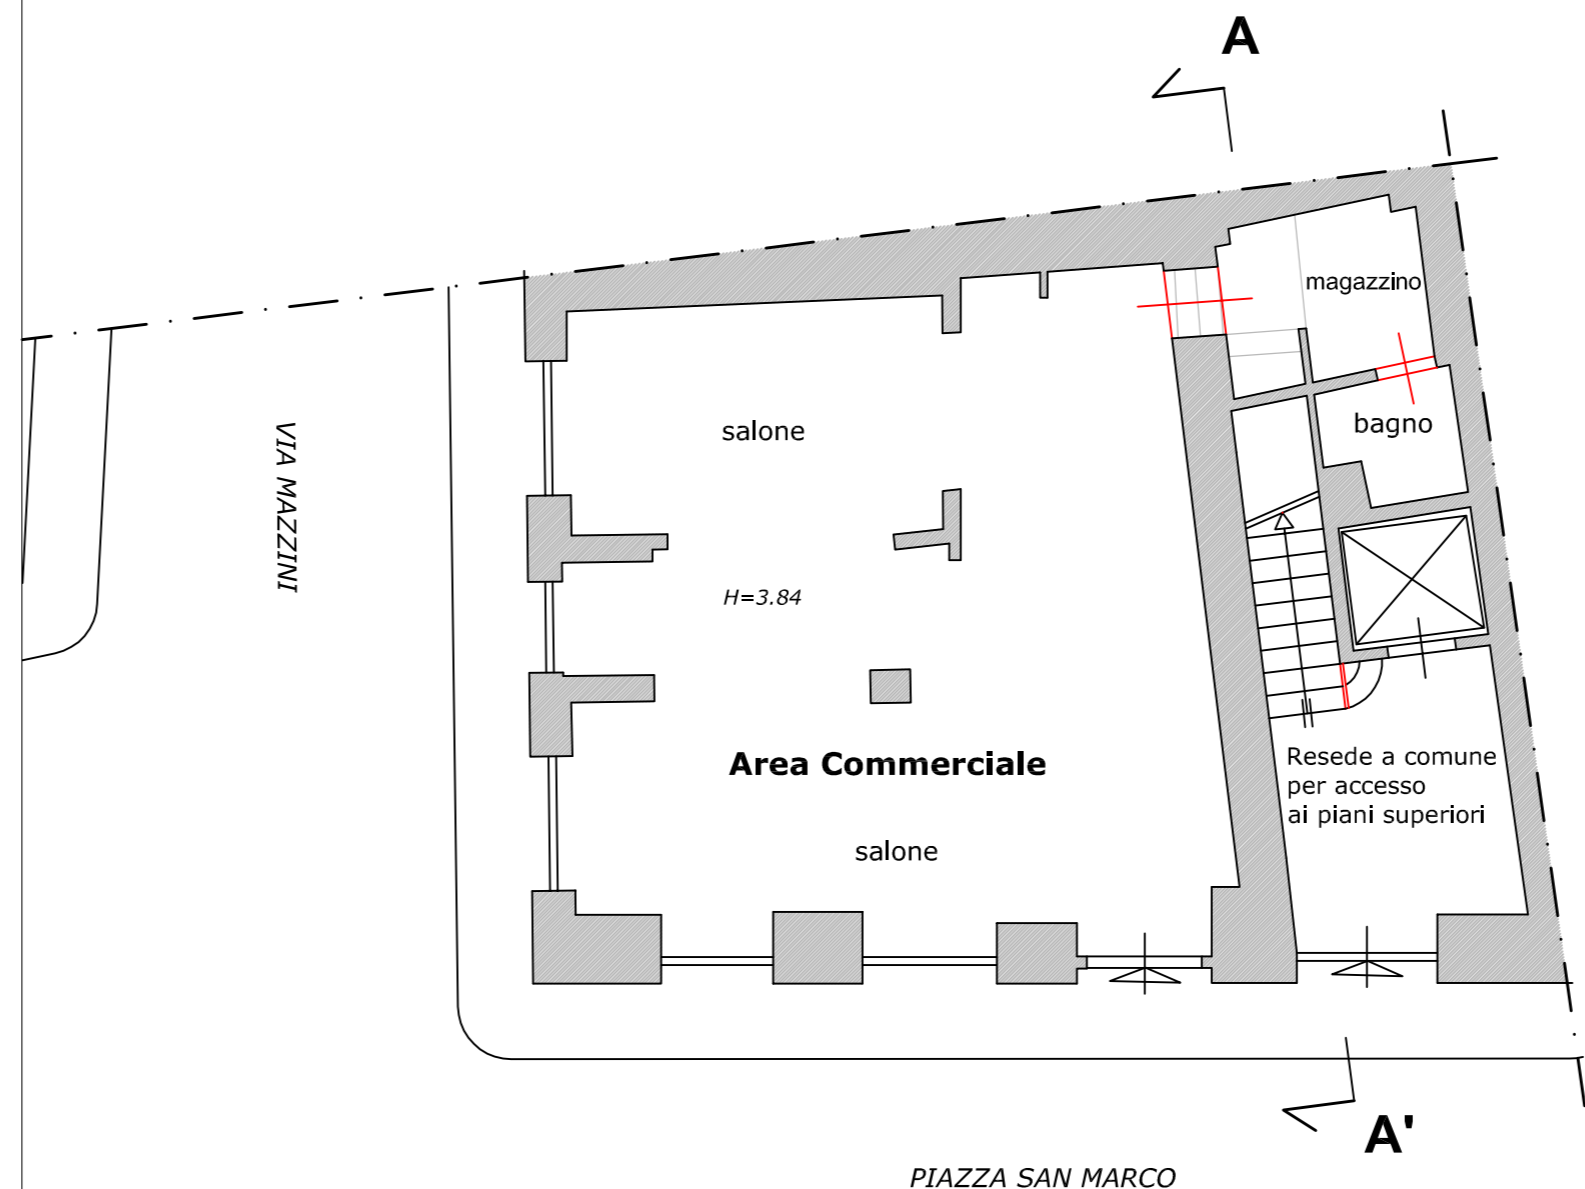 A
magazzino
salone
bagno
VIA MAZZINI
H=3.84
Area Commerciale
Resede a comune
per accesso
ai piani superiori
salone
A'
PIAZZA SAN MARCO